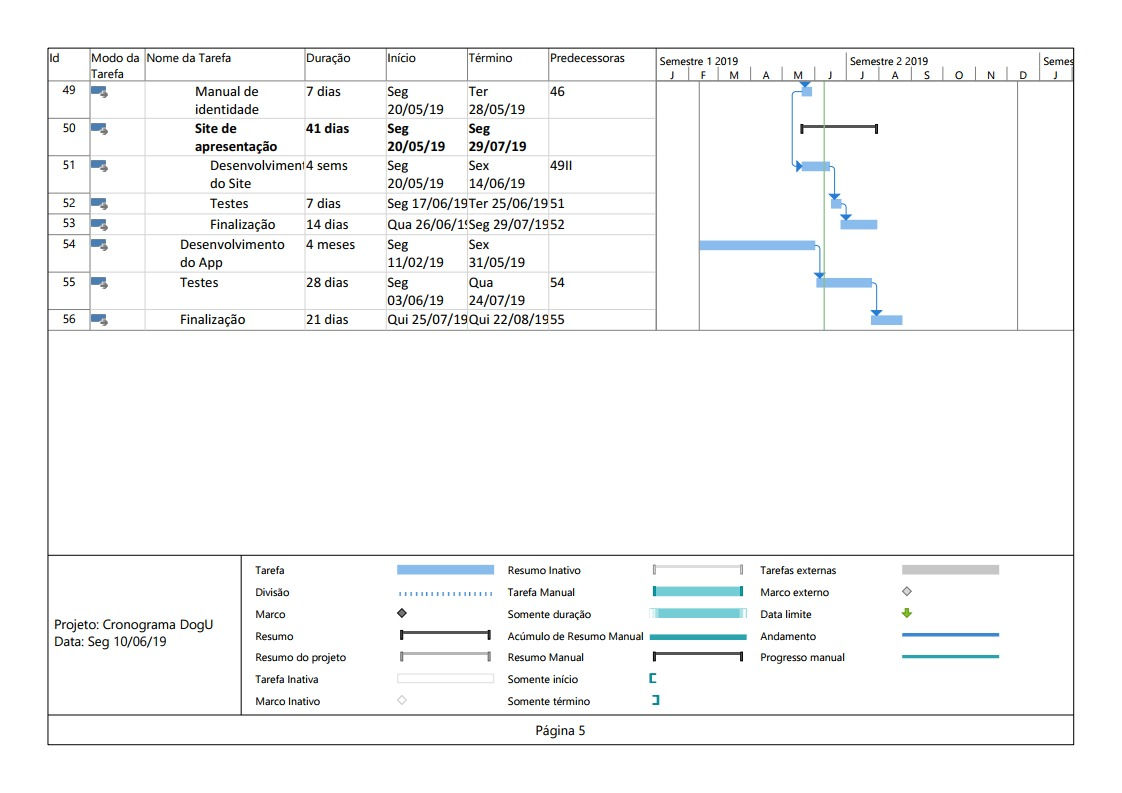 Id Modo da Tarefa Nome da Tarefa Duração Início Término Predecessoras
Semestre 1 2019 Semestre 2 2019 Semes
J F M A M J J A S O N D J
49 Manual de identidade 7 dias Seg 20/05/19 Ter 28/05/19 46
50 Site de apresentação 41 dias Seg 20/05/19 Seg 29/07/19
51 Desenvolviment do Site 4 sems Seg 20/05/19 Sex 14/06/19 49II
52 Testes 7 dias Seg 17/06/19 Ter 25/06/19 51
53 Finalização 14 dias Qua 26/06/19 Seg 29/07/19 52
54 Desenvolvimento do App 4 meses Seg 11/02/19 Sex 31/05/19
55 Testes 28 dias Seg 03/06/19 Qua 24/07/19 54
56 Finalização 21 dias Qui 25/07/19 Qui 22/08/19 55
Projeto: Cronograma DogU
Data: Seg 10/06/19
Tarefa
Divisão
Marco
Resumo
Resumo do projeto
Tarefa Inativa
Marco Inativo
Resumo Inativo
Tarefa Manual
Somente duração
Acúmulo de Resumo Manual
Resumo Manual
Somente início
Somente término
Tarefas externas
Marco externo
Data limite
Andamento
Progresso manual
Página 5